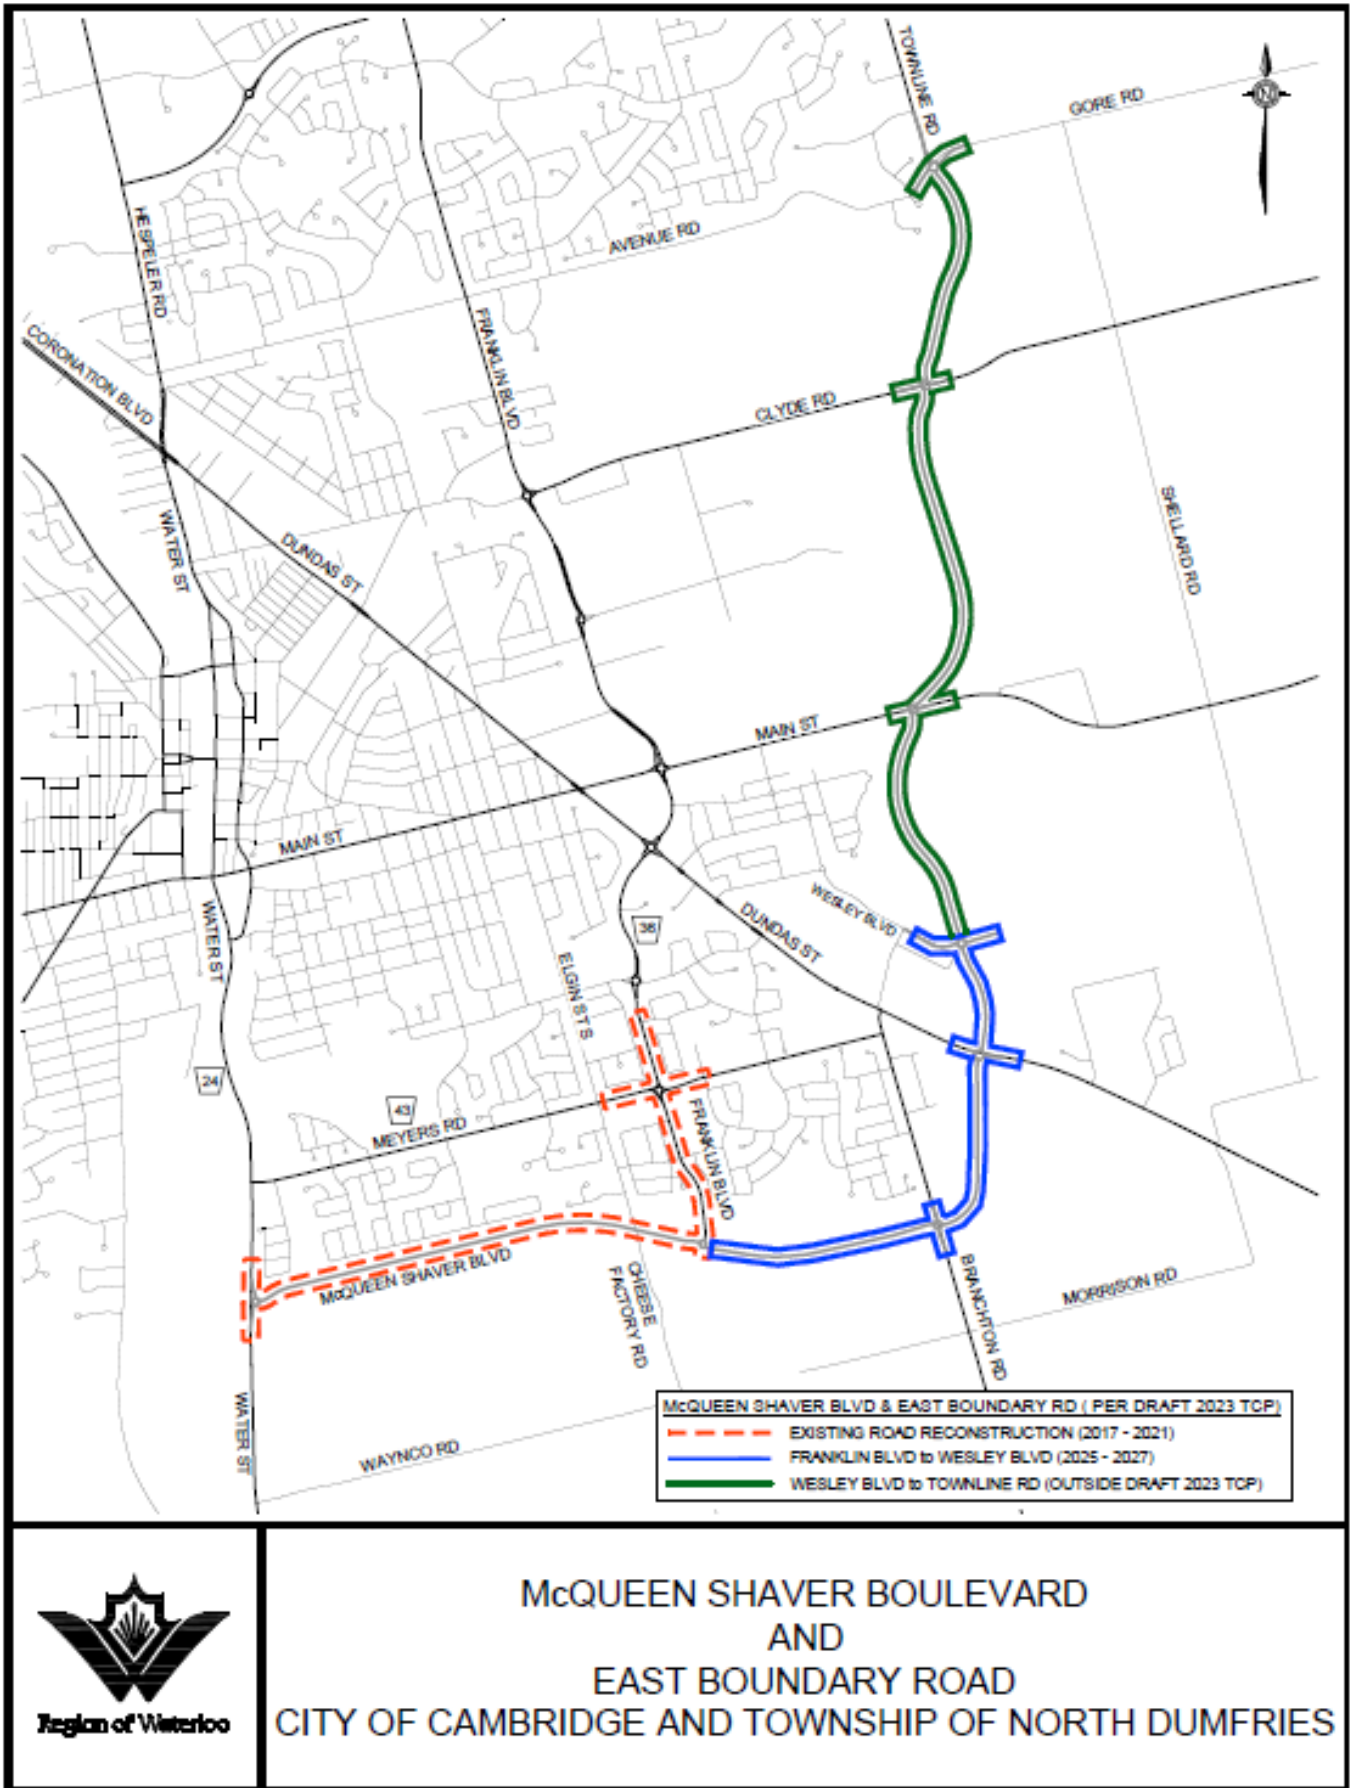 TOWNLINE RD
GORE RD
N
HESPELER RD
AVENUE RD
FRANKLIN BLVD
CORONATION BLVD
CLYDE RD
SHELLARD RD
WATER ST
DUNDAS ST
MAIN ST
MAIN ST
WESLEY BLVD
WATER ST
DUNDAS ST
36
ELGIN ST S
24
43
MEYERS RD
FRANKLIN BLVD
McQUEEN SHAVER BLVD
CHEESE
FACTORY RD
BRANCHTON RD
MORRISON RD
WATER ST
WAYNCO RD
McQUEEN SHAVER BLVD & EAST BOUNDARY RD ( PER DRAFT 2023 TCP)
EXISTING ROAD RECONSTRUCTION (2017 - 2021)
FRANKLIN BLVD to WESLEY BLVD (2025 - 2027)
WESLEY BLVD to TOWNLINE RD (OUTSIDE DRAFT 2023 TCP)
Region of Waterloo
McQUEEN SHAVER BOULEVARD
AND
EAST BOUNDARY ROAD
CITY OF CAMBRIDGE AND TOWNSHIP OF NORTH DUMFRIES